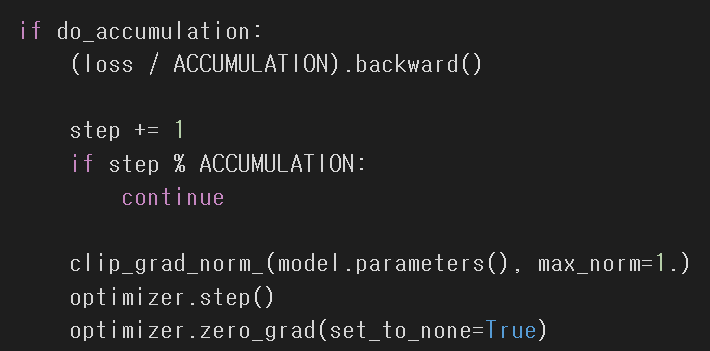 if do_accumulation:
    (loss / ACCUMULATION).backward()

    step += 1
    if step % ACCUMULATION:
        continue

    clip_grad_norm_(model.parameters(), max_norm=1.)
    optimizer.step()
    optimizer.zero_grad(set_to_none=True)